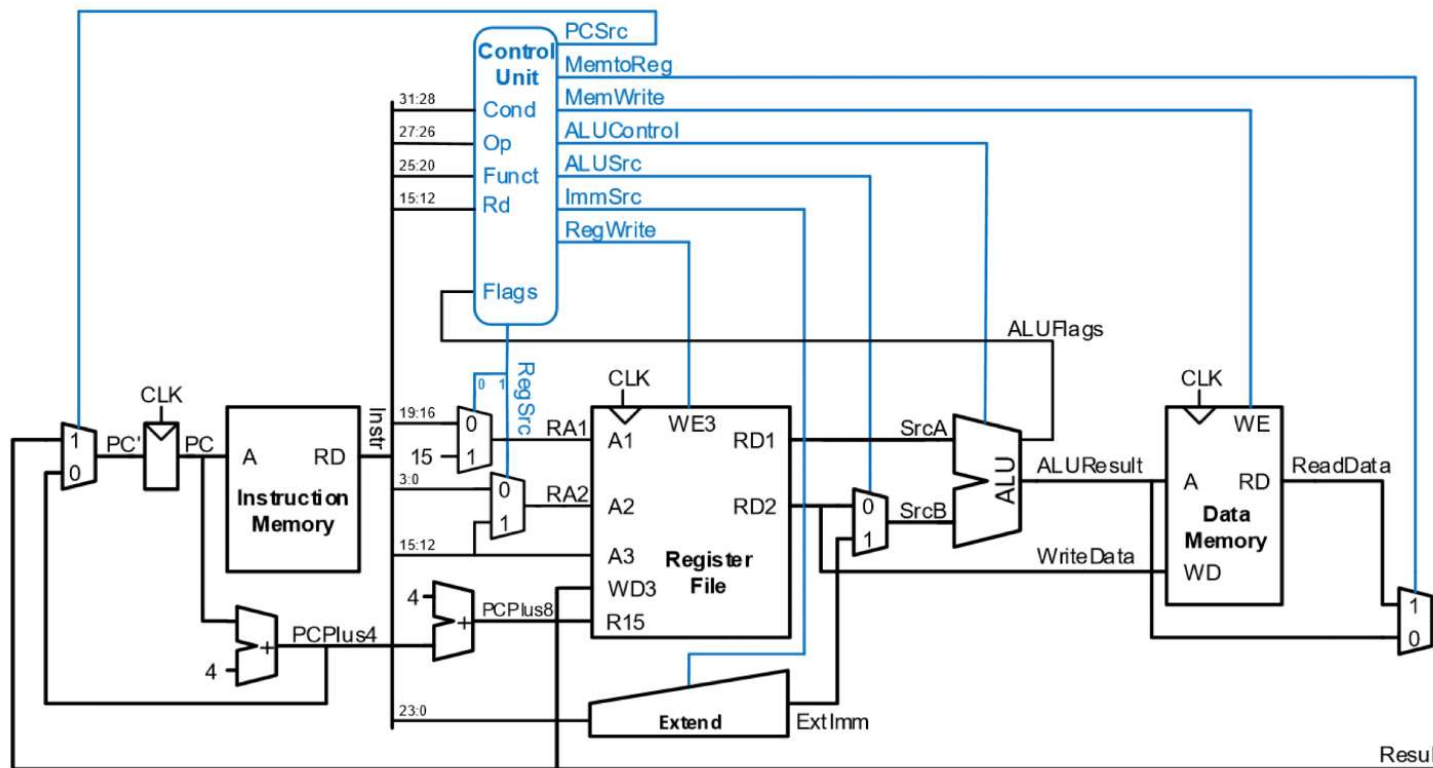 PCSrc
Control
Unit
MemtoReg
MemWrite
ALUControl
ALUSrc
ImmSrc
RegWrite
31:28
Cond
27:26
Op
25:20
Funct
15:12
Rd
Flags
ALUFlags
RegSrc
0 1
CLK
CLK
CLK
Instr
19:16
0
15
1
RA1
A1
WE3
RD1
SrcA
WE
1
0
PC'
PC
A
RD
Instruction
Memory
3:0
0
1
RA2
A2
RD2
0
1
SrcB
ALU
ALUResult
A
RD
ReadData
Data
Memory
15:12
A3
Register
File
WriteData
WD
WD3
4
+
PCPlus8
R15
1
0
+
4
PCPlus4
23:0
Extend
ExtImm
Resul